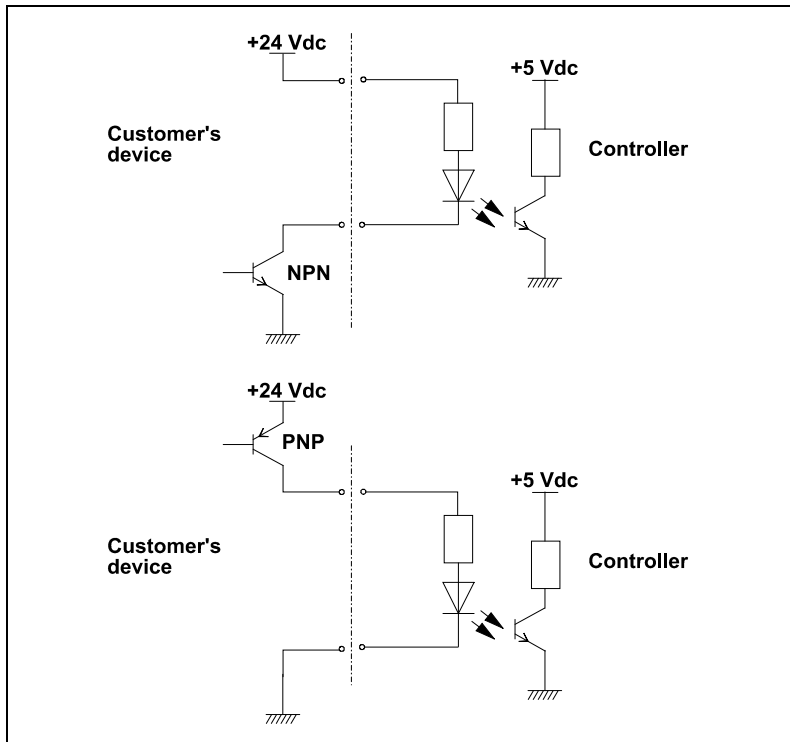 +24 Vdc
+5 Vdc
Customer's
device
Controller
NPN
+24 Vdc
PNP
+5 Vdc
Customer's
device
Controller